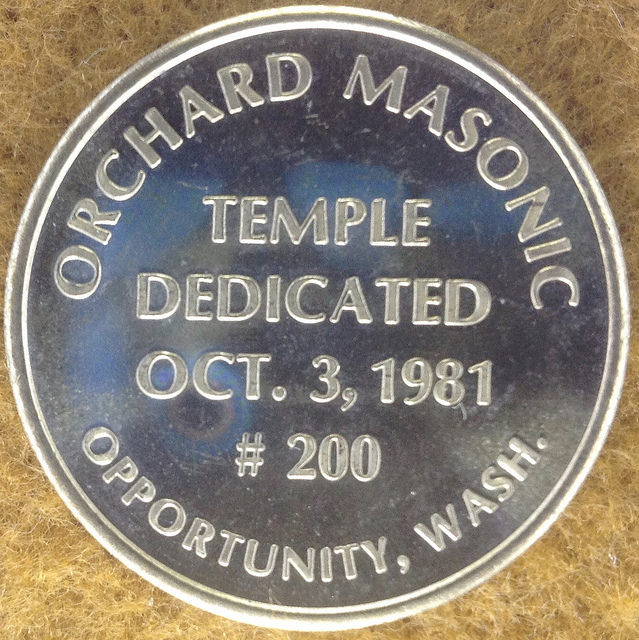 ORCHARD MASONIC
TEMPLE
DEDICATED
OCT. 3, 1981
# 200
OPPORTUNITY, WASH.